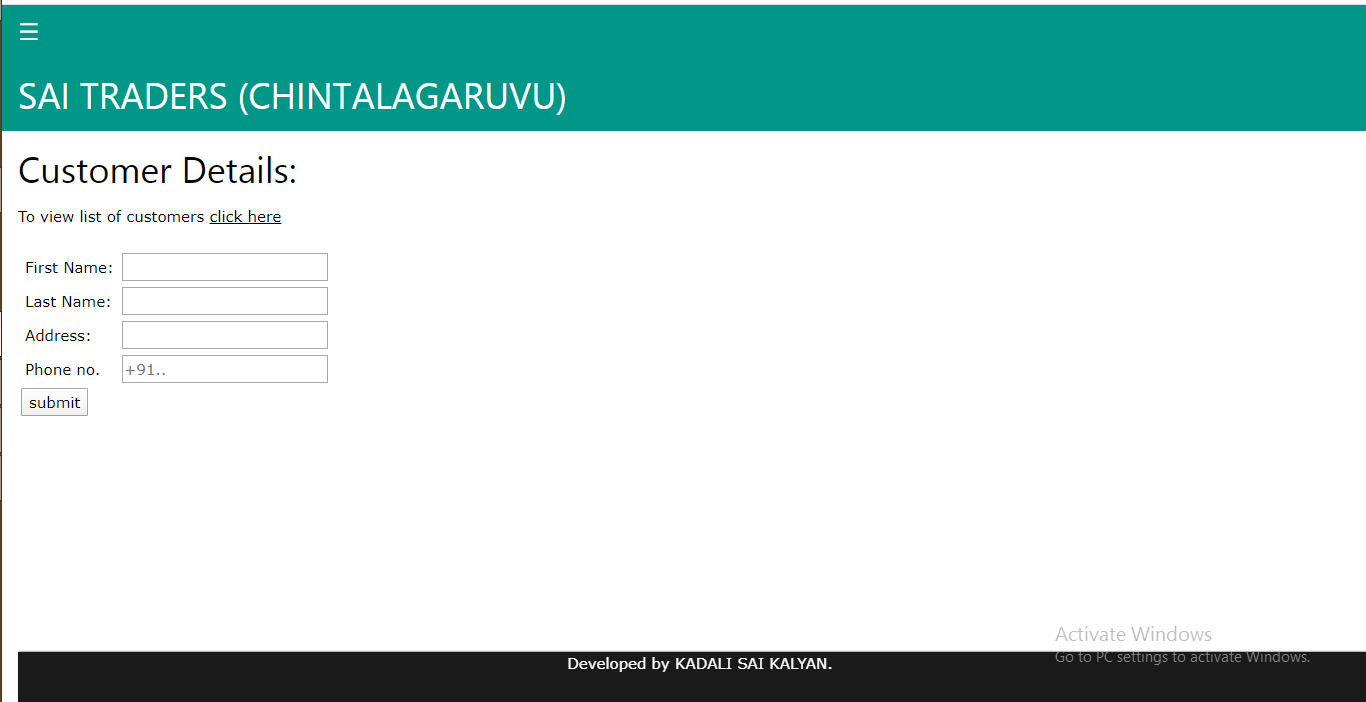 ☰
SAI TRADERS (CHINTALAGARUVU)
Customer Details:
To view list of customers click here
First Name:
Last Name:
Address:
Phone no. +91..
submit
Activate Windows
Go to PC settings to activate Windows.
Developed by KADALI SAI KALYAN.